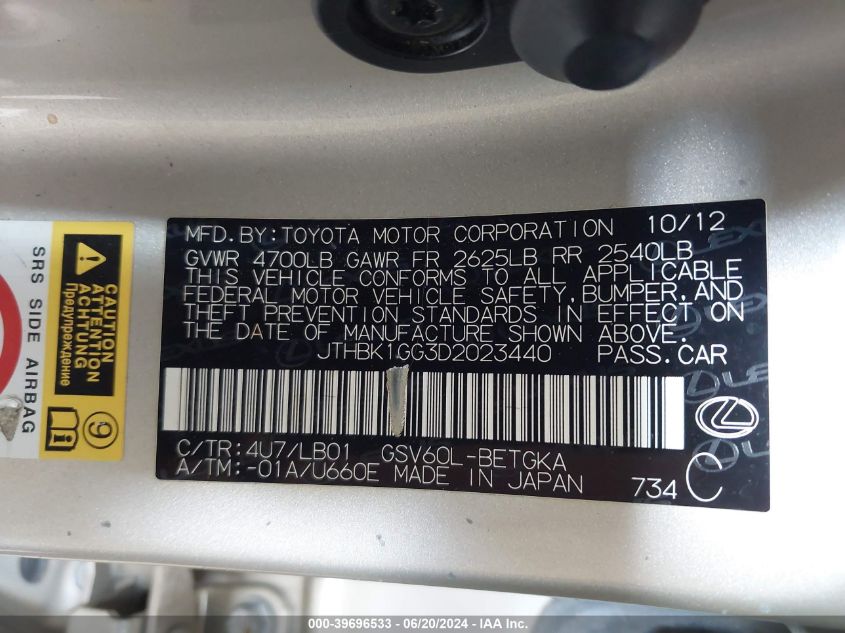 MFD.BY:TOYOTA MOTOR CORPORATION 10/12
GVWR 4700LB GAWR FR 2625LB RR 2540LB
THIS VEHICLE CONFORMS TO ALL APPLICABLE
FEDERAL MOTOR VEHICLE SAFETY,BUMPER,AND
THEFT PREVENTION STANDARDS IN EFFECT ON
THE DATE OF MANUFACTURE SHOWN ABOVE.
JTHBK1GG3D2023440 PASS.CAR
C/TR:4U7/LB01 GSV60L-BETGKA
A/TM:-01A/U660E MADE IN JAPAN
734 C
CAUTION
ACHTUNG
Предупреждение
SRS SIDE AIRBAG
9
000-39696533 - 06/20/2024 - IAA Inc.